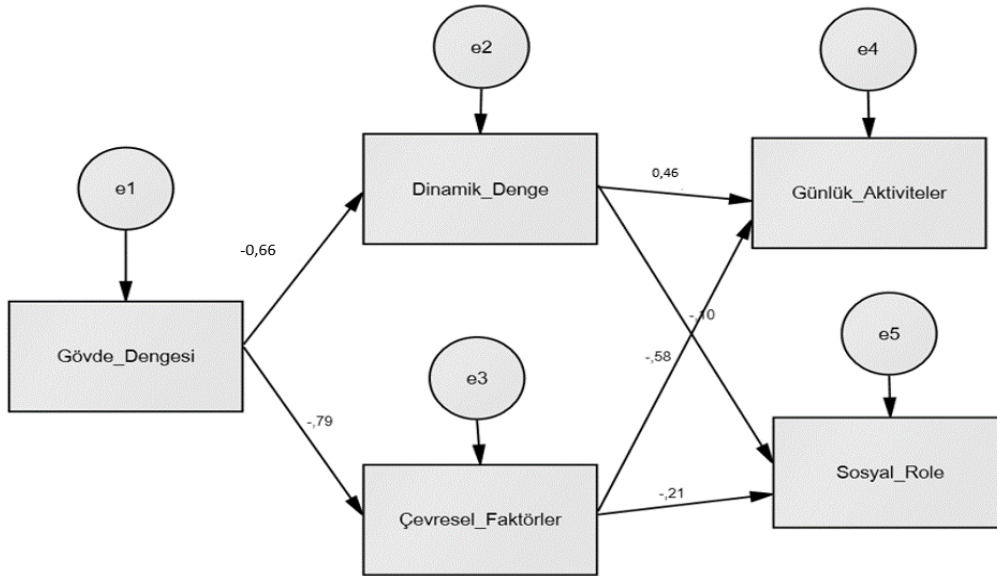 e2
e4
e1
Dinamik_Denge
0,46
Günlük_Aktiviteler
-0,66
-,10
e5
Gövde_Dengesi
-,58
e3
-,79
Sosyal_Role
-,21
Çevresel_Faktörler